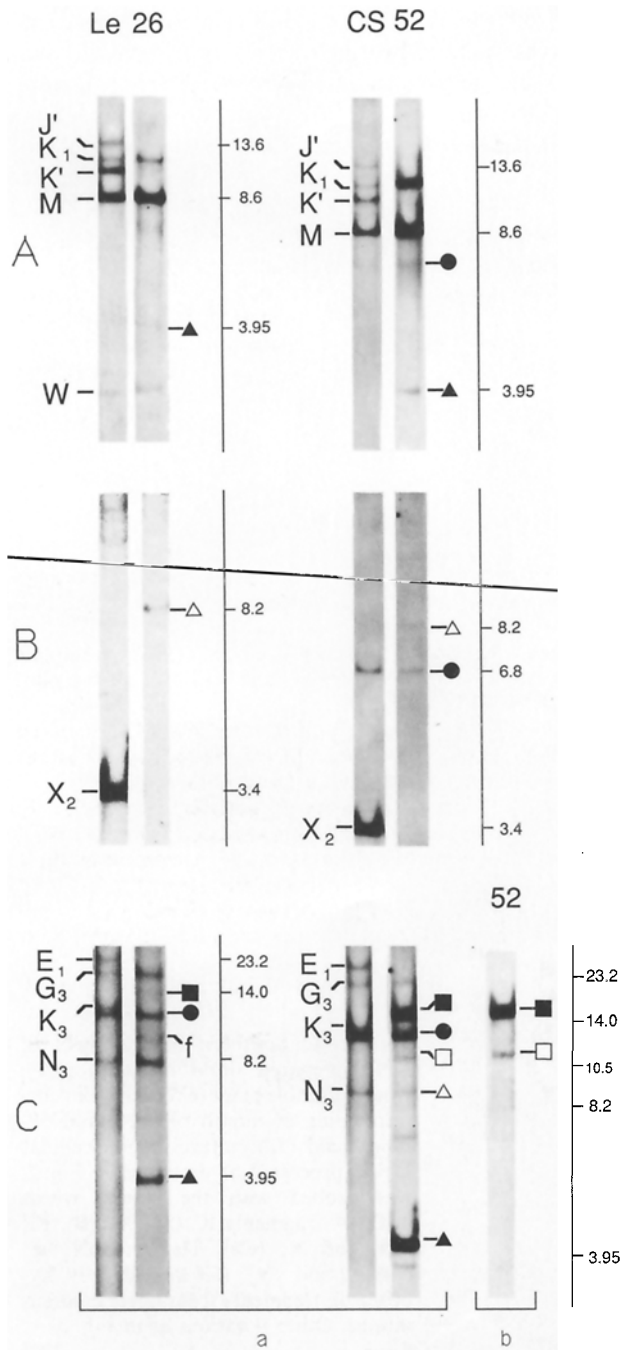 Le 26 CS 52
J'
K1
K'
M
W
A
13.6
8.6
3.95
J'
K1
K'
M
13.6
8.6
3.95
B
X2
8.2
3.4
X2
8.2
6.8
3.4
52
C
E1
G3
K3
N3
f
23.2
14.0
8.2
3.95
E1
G3
K3
N3
23.2
14.0
10.5
8.2
3.95
a b